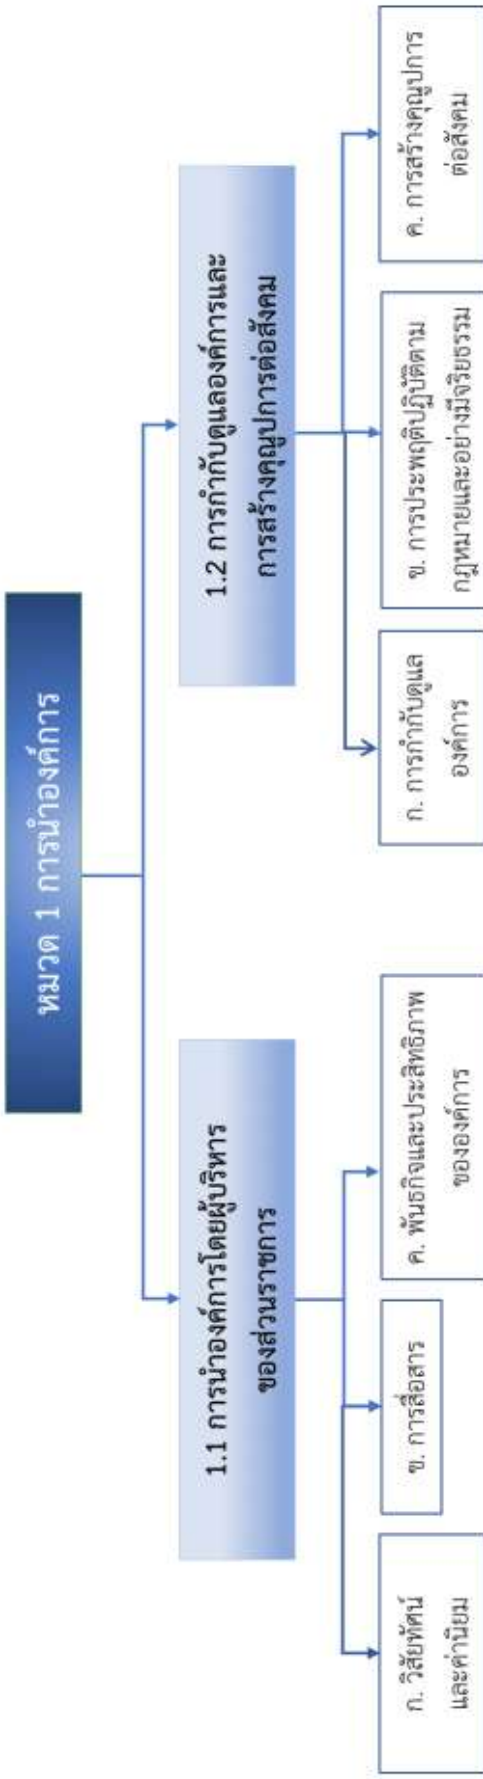 หมวด 1 การนำองค์การ
1.1 การนำองค์การโดยผู้บริหาร
ของส่วนราชการ
1.2 การกำกับดูแลองค์การและ
การสร้างคุณูปการต่อสังคม
ก. วิสัยทัศน์
และค่านิยม
ข. การสื่อสาร
ค. พันธกิจและประสิทธิภาพ
ขององค์การ
ก. การกำกับดูแล
องค์การ
ข. การประพฤติปฏิบัติตาม
กฎหมายและอย่างมีจริยธรรม
ค. การสร้างคุณูปการ
ต่อสังคม